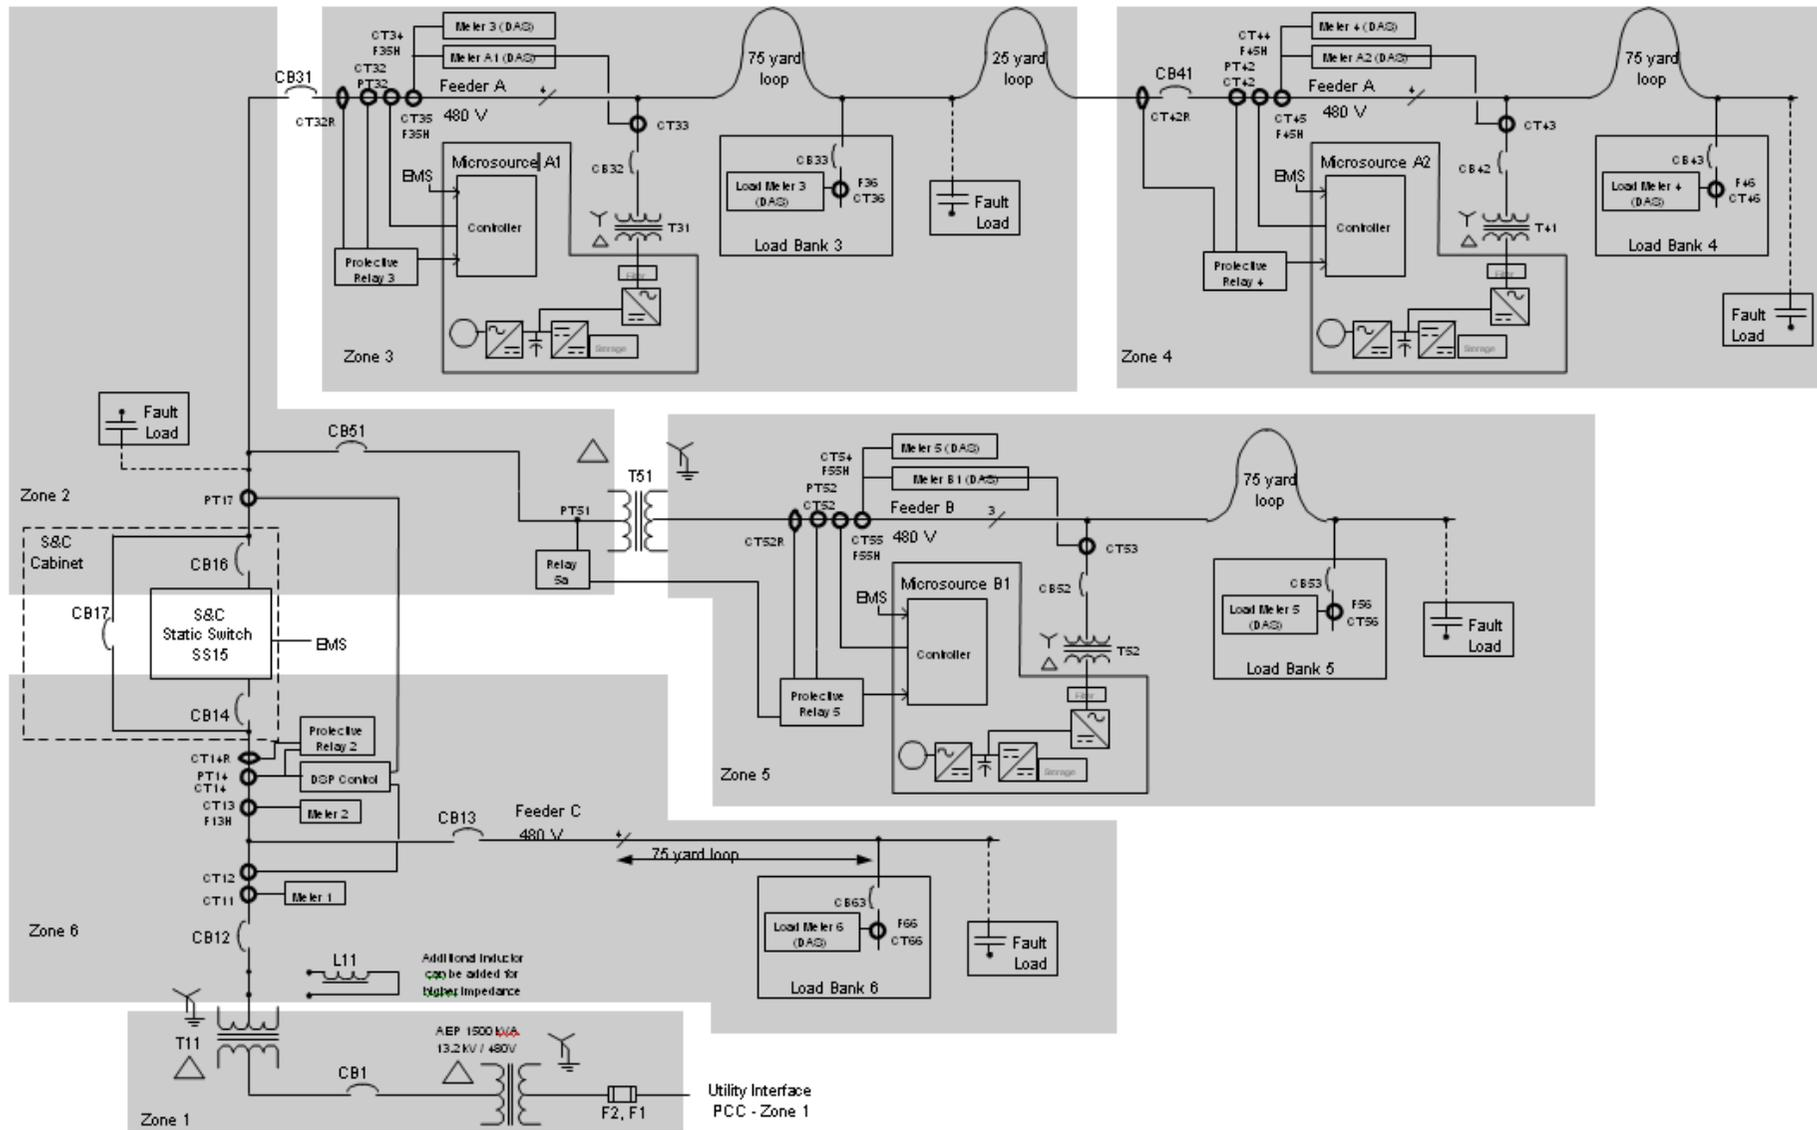 Meter 3 (DAS)
CT34
F35H
Meter A1 (DAS)
CT32
PT32
CB31
CT32R
Feeder A
4
480 V
CT35
F35H
CT33
75 yard
loop
25 yard
loop
Microsource A1
EMS
Controller
CB32
T31
Protective
Relay 3
Filter
Storage
CB33
Load Meter 3
(DAS)
F36
CT36
Load Bank 3
Fault
Load
Zone 3
Meter 4 (DAS)
CT44
F45H
Meter A2 (DAS)
PT42
CT42
CB41
CT42R
Feeder A
4
480 V
CT45
F45H
CT43
75 yard
loop
Microsource A2
EMS
Controller
CB42
T41
Protective
Relay 4
Filter
Storage
CB43
Load Meter 4
(DAS)
F46
CT46
Load Bank 4
Fault
Load
Zone 4
Fault
Load
CB51
Zone 2
PT17
T51
PT51
Relay
5a
S&C
Cabinet
CB16
CB17
S&C
Static Switch
SS15
EMS
CB14
Meter 5 (DAS)
CT54
F55H
Meter B1 (DAS)
PT52
CT52
CT52R
Feeder B
3
480 V
CT55
F55H
CT53
75 yard
loop
Microsource B1
EMS
Controller
CB52
T52
Protective
Relay 5
Filter
Storage
CB53
Load Meter 5
(DAS)
F56
CT56
Load Bank 5
Fault
Load
Zone 5
Protective
Relay 2
CT14R
PT14
CT14
DSP Control
CT13
F13H
Meter 2
CB13
Feeder C
480 V
4
75 yard loop
CT12
CT11
Meter 1
CB12
Zone 6
L11
Additional Inductor
can be added for
higher impedance
CB63
Load Meter 6
(DAS)
F66
CT66
Load Bank 6
Fault
Load
T11
AEP 1500 kVA
13.2 kV / 480V
CB1
F2, F1
Utility Interface
PCC - Zone 1
Zone 1